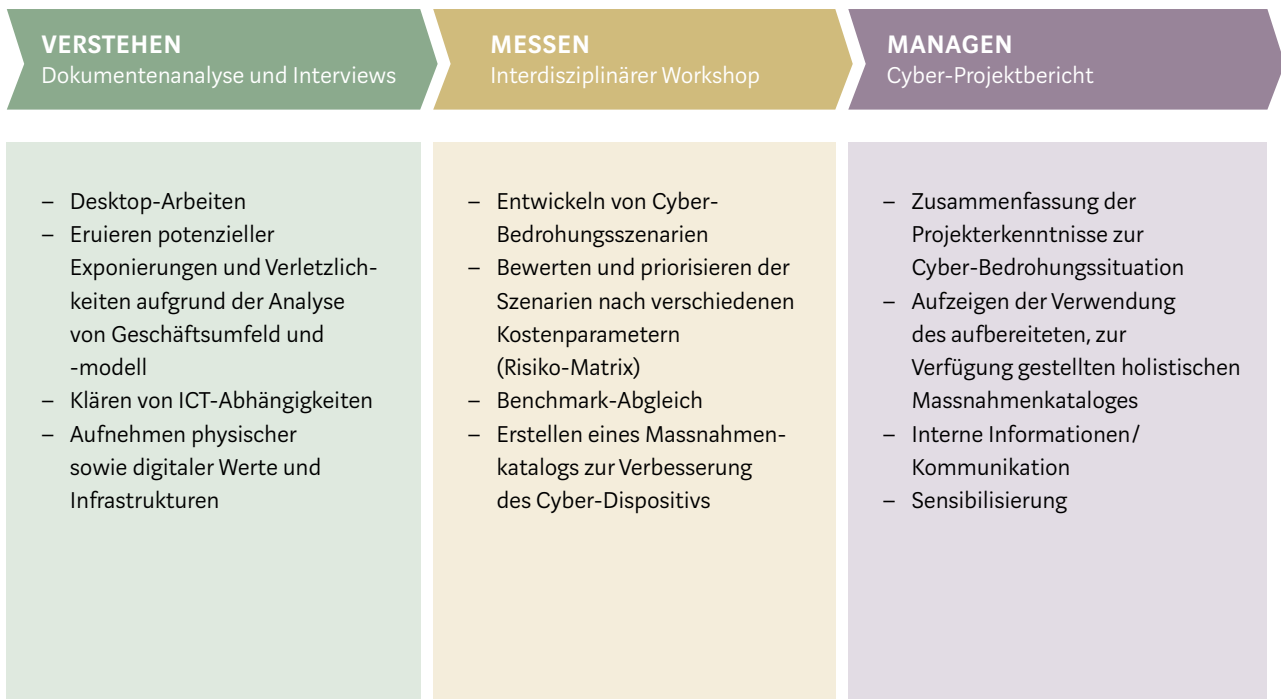 VERSTEHEN
Dokumentenanalyse und Interviews
– Desktop-Arbeiten
– Eruieren potenzieller
Exponierungen und Verletzlich-
keiten aufgrund der Analyse
von Geschäftsumfeld und
-modell
– Klären von ICT-Abhängigkeiten
– Aufnehmen physischer
sowie digitaler Werte und
Infrastrukturen
MESSEN
Interdisziplinärer Workshop
– Entwickeln von Cyber-
Bedrohungsszenarien
– Bewerten und priorisieren der
Szenarien nach verschiedenen
Kostenparametern
(Risiko-Matrix)
– Benchmark-Abgleich
– Erstellen eines Massnahmen-
katalogs zur Verbesserung
des Cyber-Dispositivs
MANAGEN
Cyber-Projektbericht
– Zusammenfassung der
Projekterkenntnisse zur
Cyber-Bedrohungssituation
– Aufzeigen der Verwendung
des aufbereiteten, zur
Verfügung gestellten holistischen
Massnahmenkataloges
– Interne Informationen/
Kommunikation
– Sensibilisierung